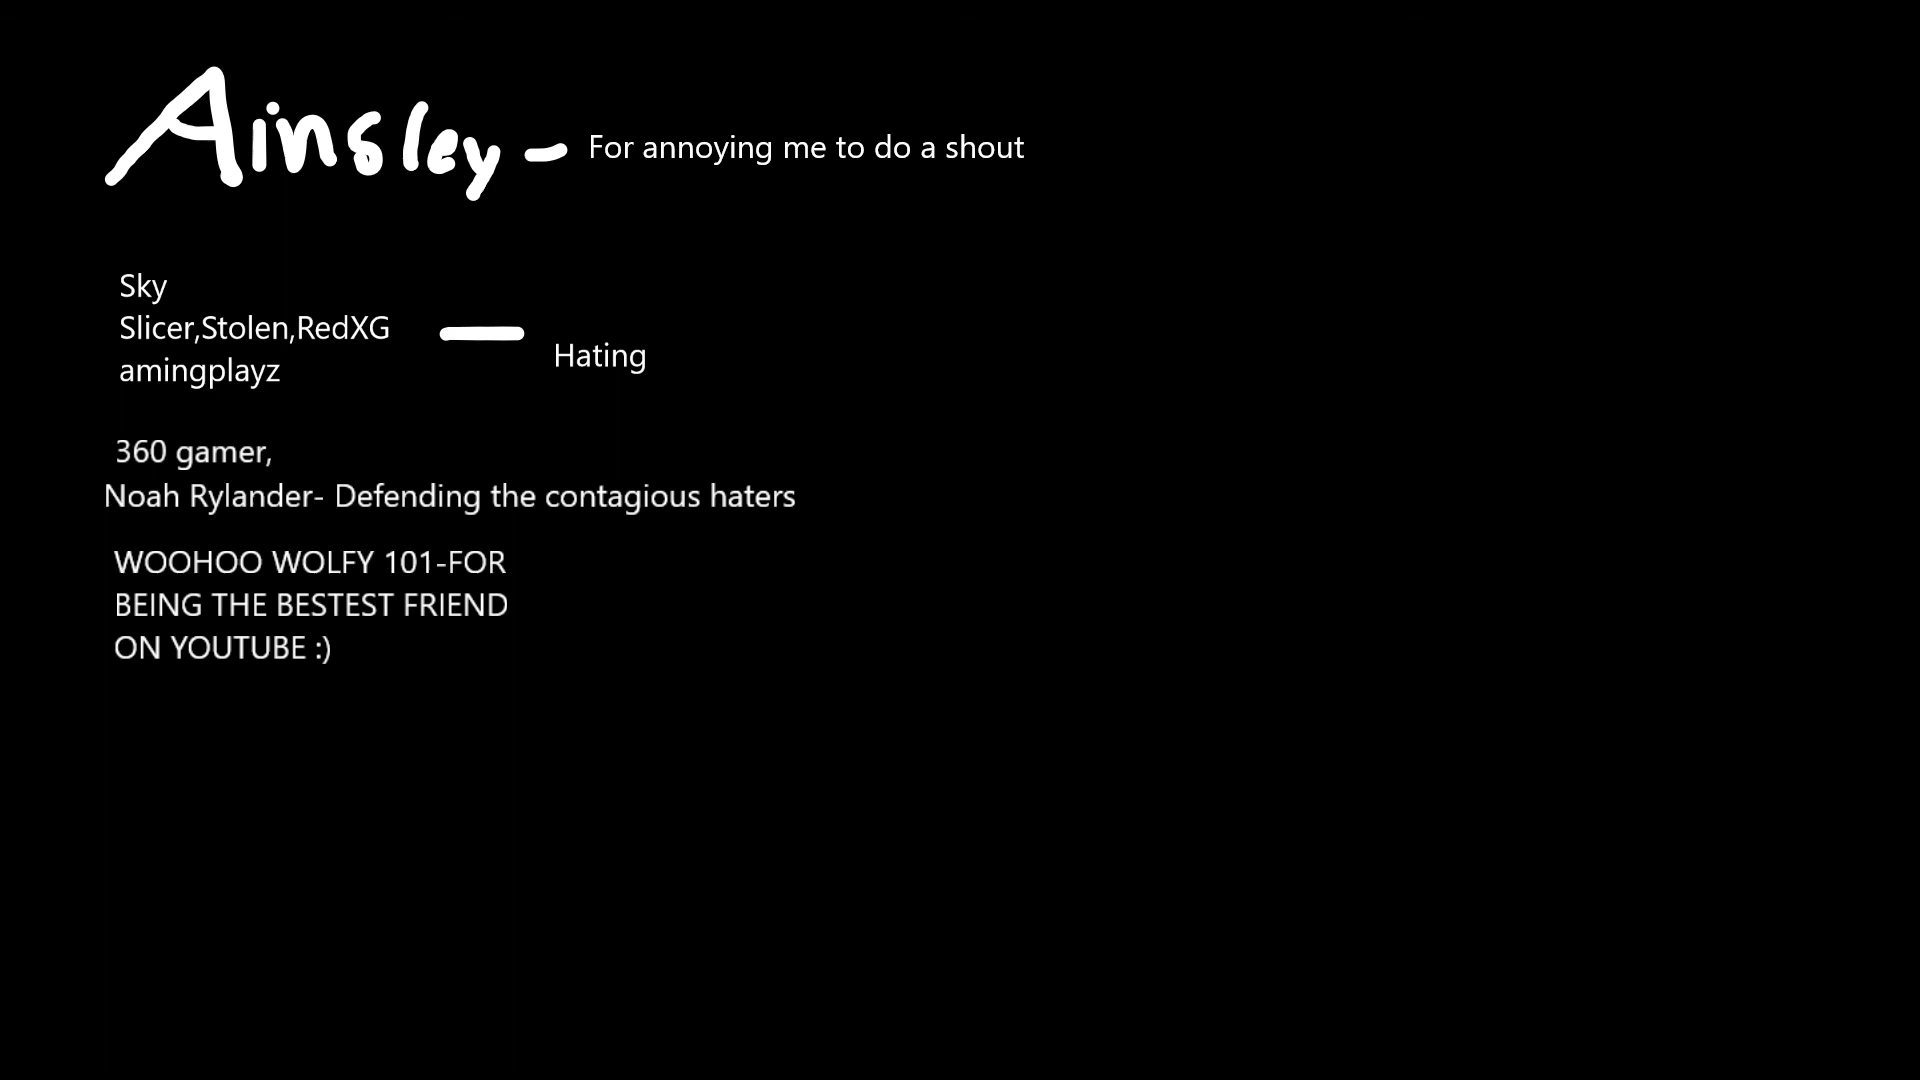 Ainsley - For annoying me to do a shout
Sky
Slicer,Stolen,RedXG
amingplayz
Hating
360 gamer,
Noah Rylander- Defending the contagious haters
WOOHOO WOLFY 101-FOR
BEING THE BESTEST FRIEND
ON YOUTUBE :)